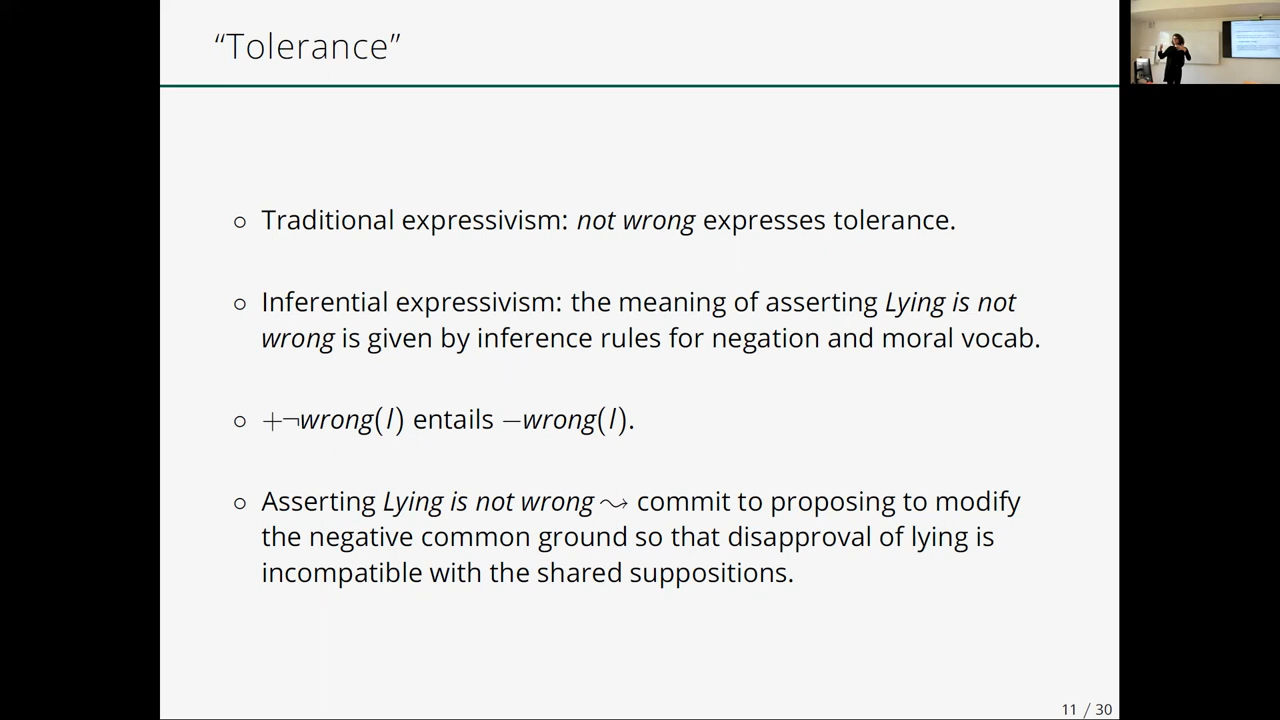 “Tolerance”
○ Traditional expressivism: not wrong expresses tolerance.
○ Inferential expressivism: the meaning of asserting Lying is not
wrong is given by inference rules for negation and moral vocab.
○ +¬wrong(l) entails −wrong(l).
○ Asserting Lying is not wrong ⤳ commit to proposing to modify
the negative common ground so that disapproval of lying is
incompatible with the shared suppositions.
11 / 30